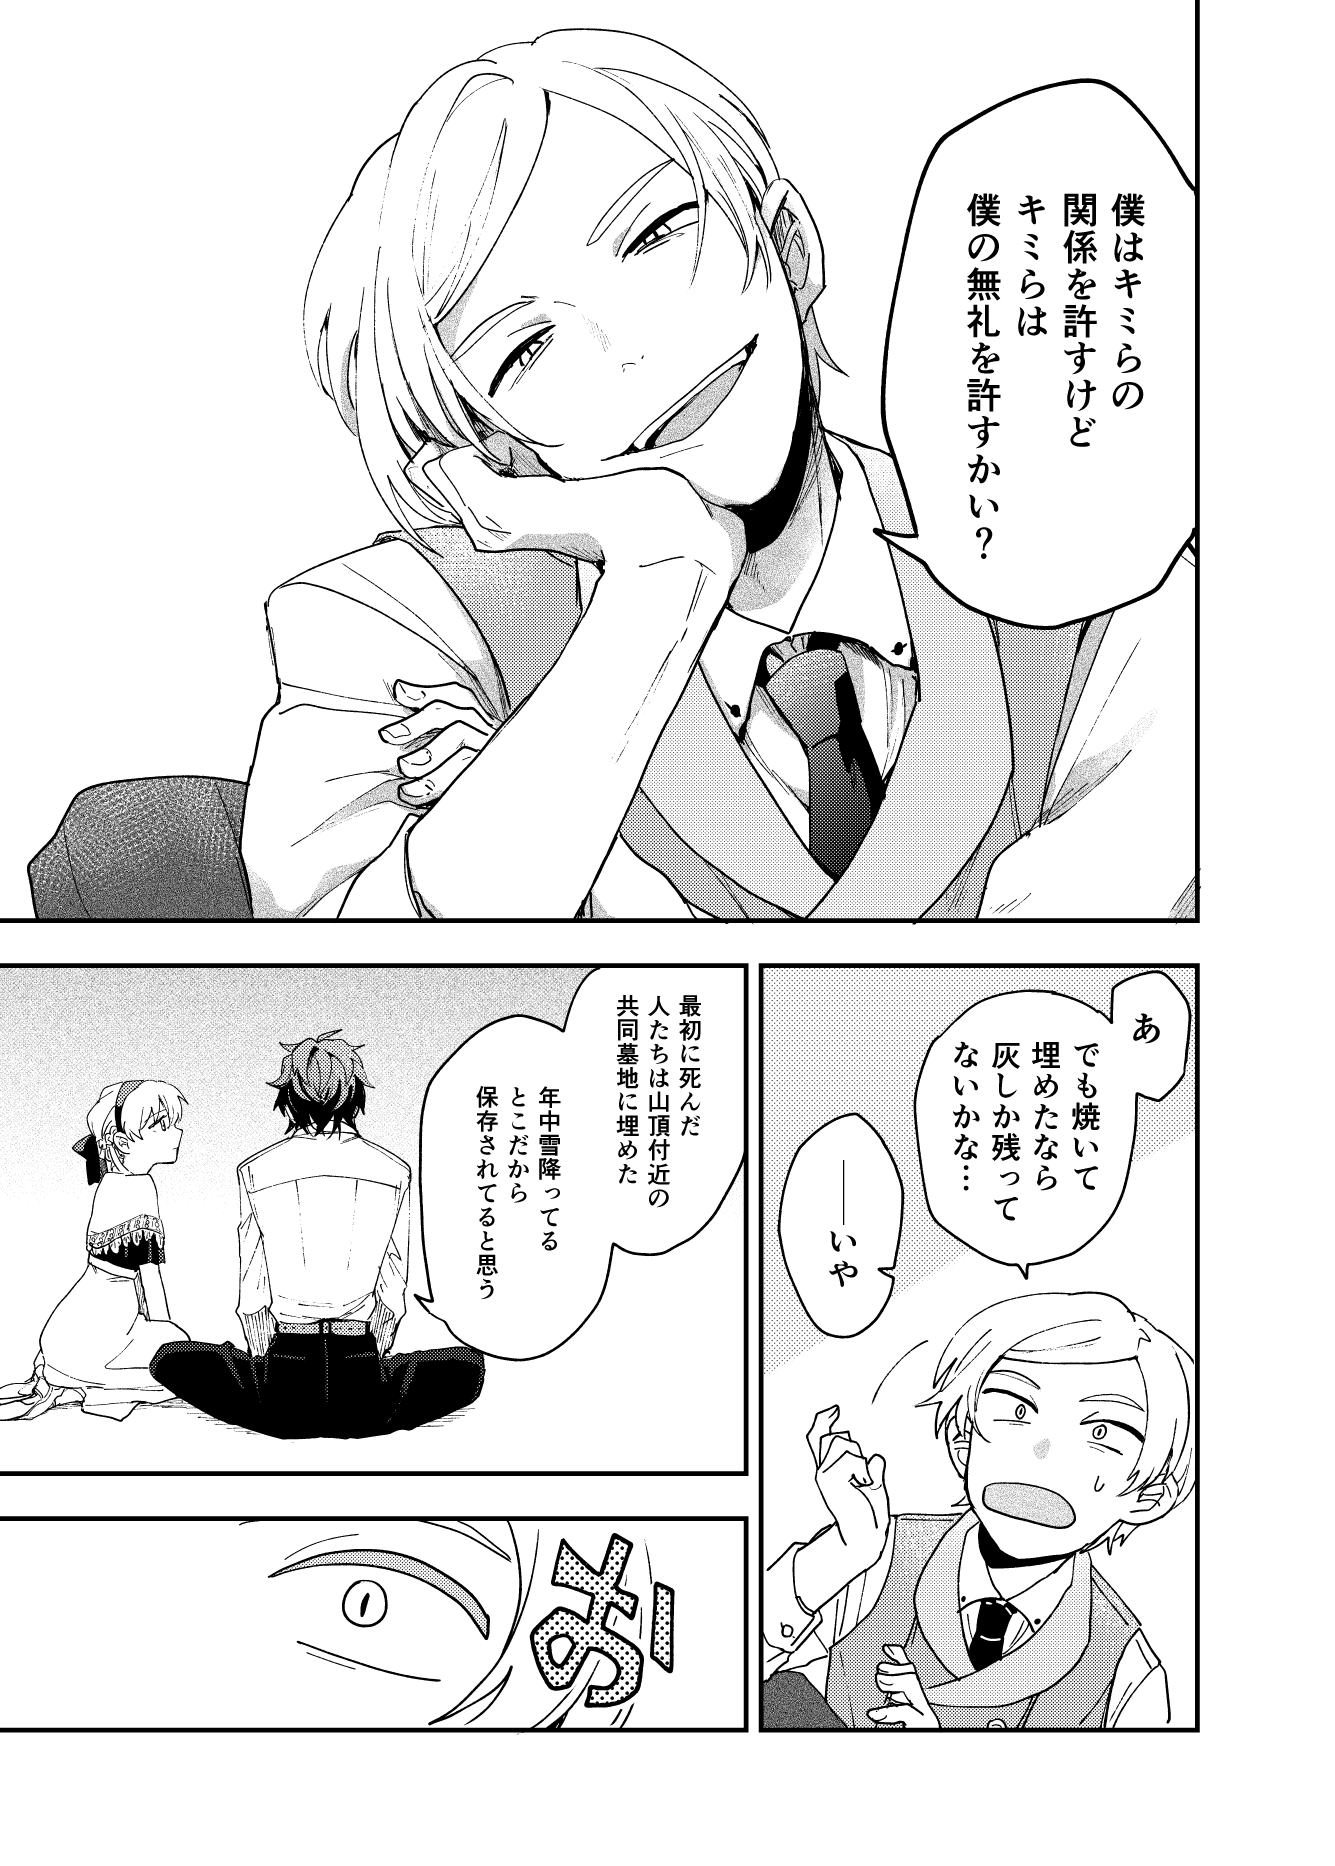 僕はキミらの
関係を許すけど
キミらは
僕の無礼を許すかい？
あ
でも焼いて
埋めたなら
灰しか残って
ないかな…
──いや
最初に死んだ
人たちは山頂付近の
共同墓地に埋めた
年中雪降ってる
とこだから
保存されてると思う